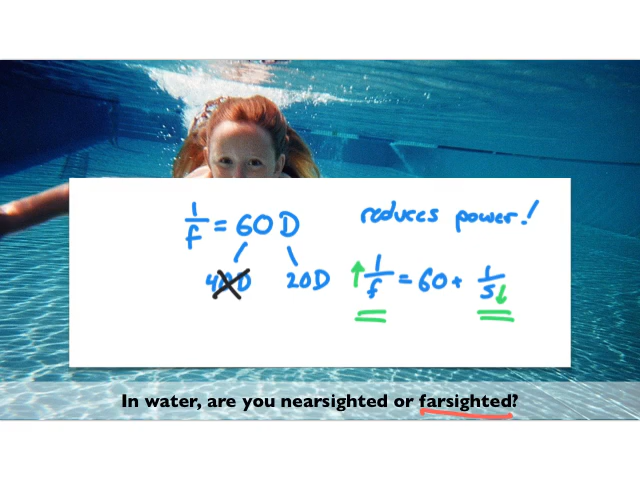 1/f = 60 D
40D 20D
reduces power!
↑ 1/f = 60 + 1/s ↓
In water, are you nearsighted or farsighted?